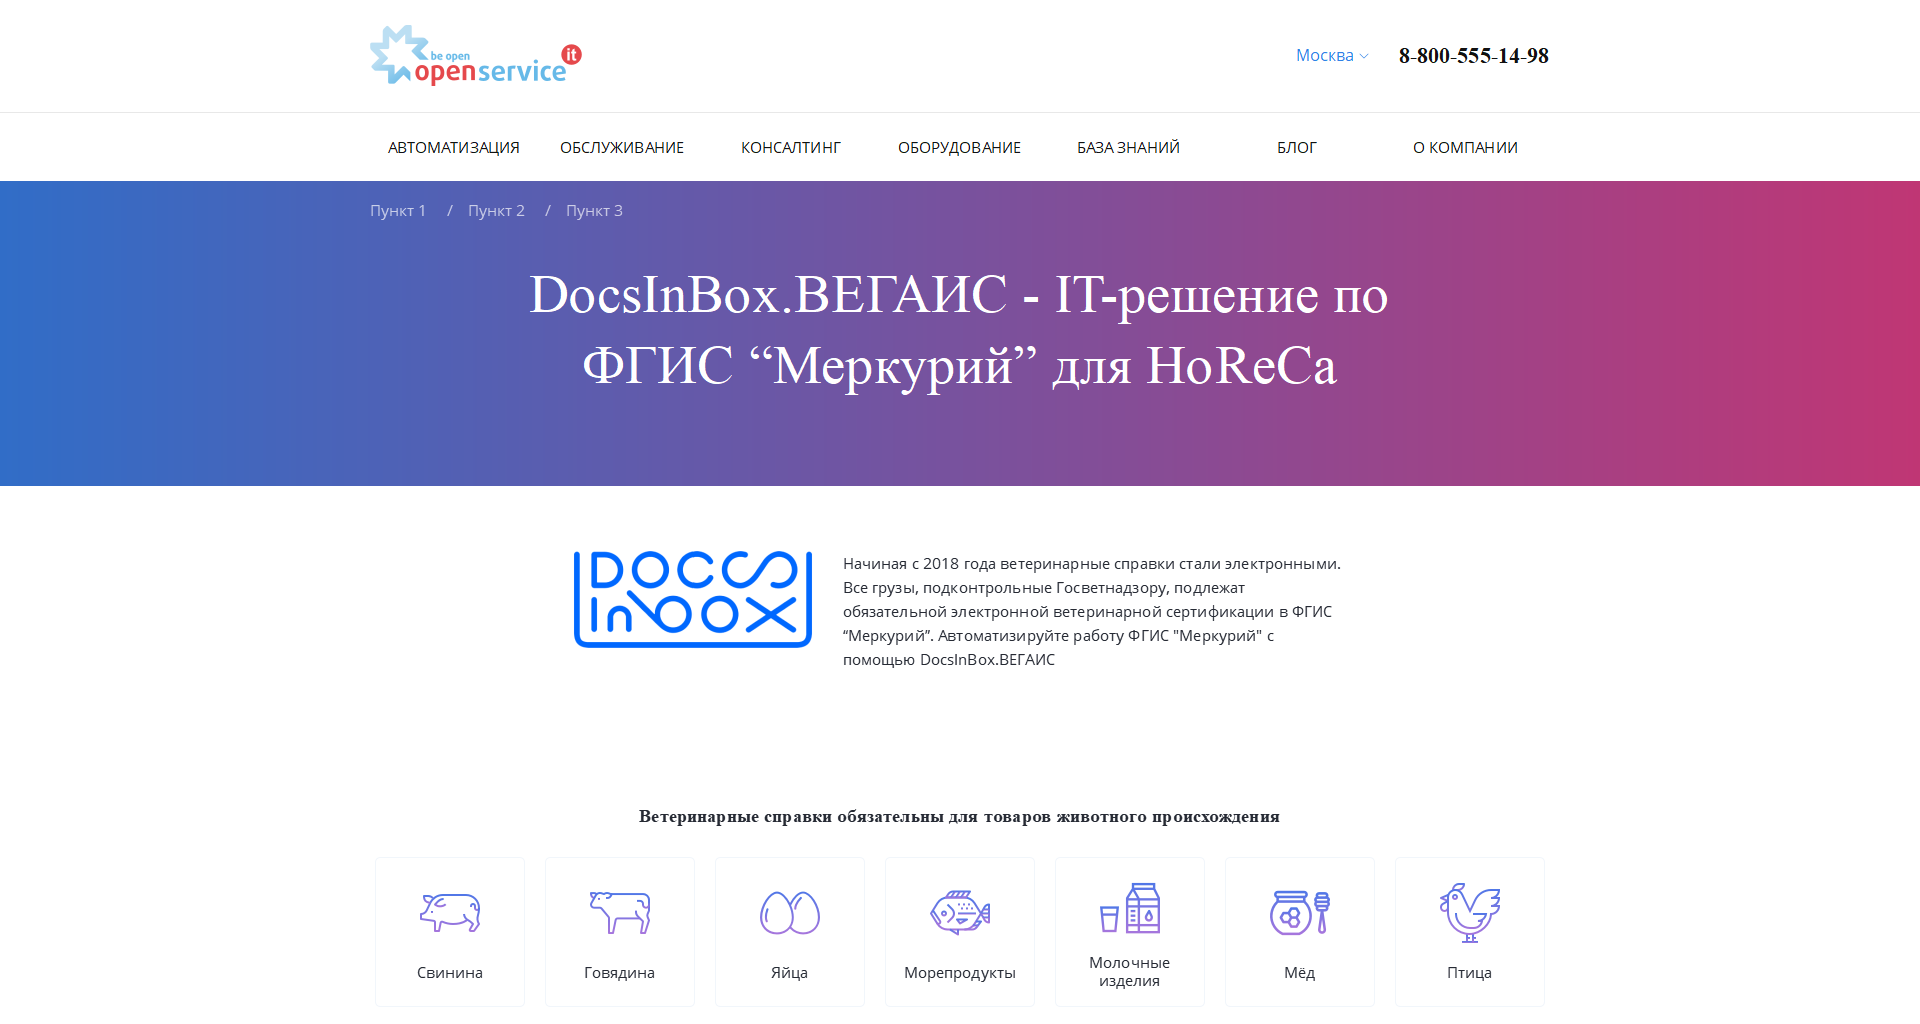 be open
openservice it
Москва
8-800-555-14-98
АВТОМАТИЗАЦИЯ
ОБСЛУЖИВАНИЕ
КОНСАЛТИНГ
ОБОРУДОВАНИЕ
БАЗА ЗНАНИЙ
БЛОГ
О КОМПАНИИ
Пункт 1 / Пункт 2 / Пункт 3
DocsInBox.ВЕГАИС - IT-решение по
ФГИС “Меркурий” для HoReCa
DOCS
InBOX
Начиная с 2018 года ветеринарные справки стали электронными.
Все грузы, подконтрольные Госветнадзору, подлежат
обязательной электронной ветеринарной сертификации в ФГИС
“Меркурий”. Автоматизируйте работу ФГИС "Меркурий" с
помощью DocsInBox.ВЕГАИС
Ветеринарные справки обязательны для товаров животного происхождения
Свинина
Говядина
Яйца
Морепродукты
Молочные
изделия
Мёд
Птица